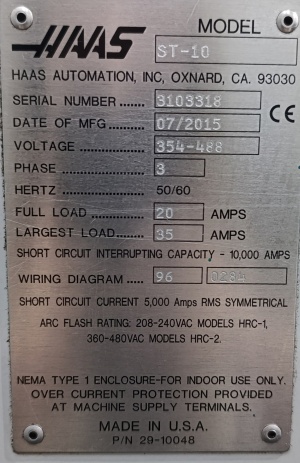 HAAS
MODEL
ST-10
HAAS AUTOMATION, INC, OXNARD, CA. 93030
SERIAL NUMBER ....... 3103318
CE
DATE OF MFG ........... 07/2015
VOLTAGE ................. 354-488
PHASE ..................... 3
HERTZ ..................... 50/60
FULL LOAD ............... 20 AMPS
LARGEST LOAD ........ 35 AMPS
SHORT CIRCUIT INTERRUPTING CAPACITY - 10,000 AMPS
WIRING DIAGRAM ..... 96
SHORT CIRCUIT CURRENT 5,000 Amps RMS SYMMETRICAL
ARC FLASH RATING: 208-240VAC MODELS HRC-1,
360-480VAC MODELS HRC-2.
NEMA TYPE 1 ENCLOSURE-FOR INDOOR USE ONLY.
OVER CURRENT PROTECTION PROVIDED
AT MACHINE SUPPLY TERMINALS.
MADE IN U.S.A.
P/N 29-10048